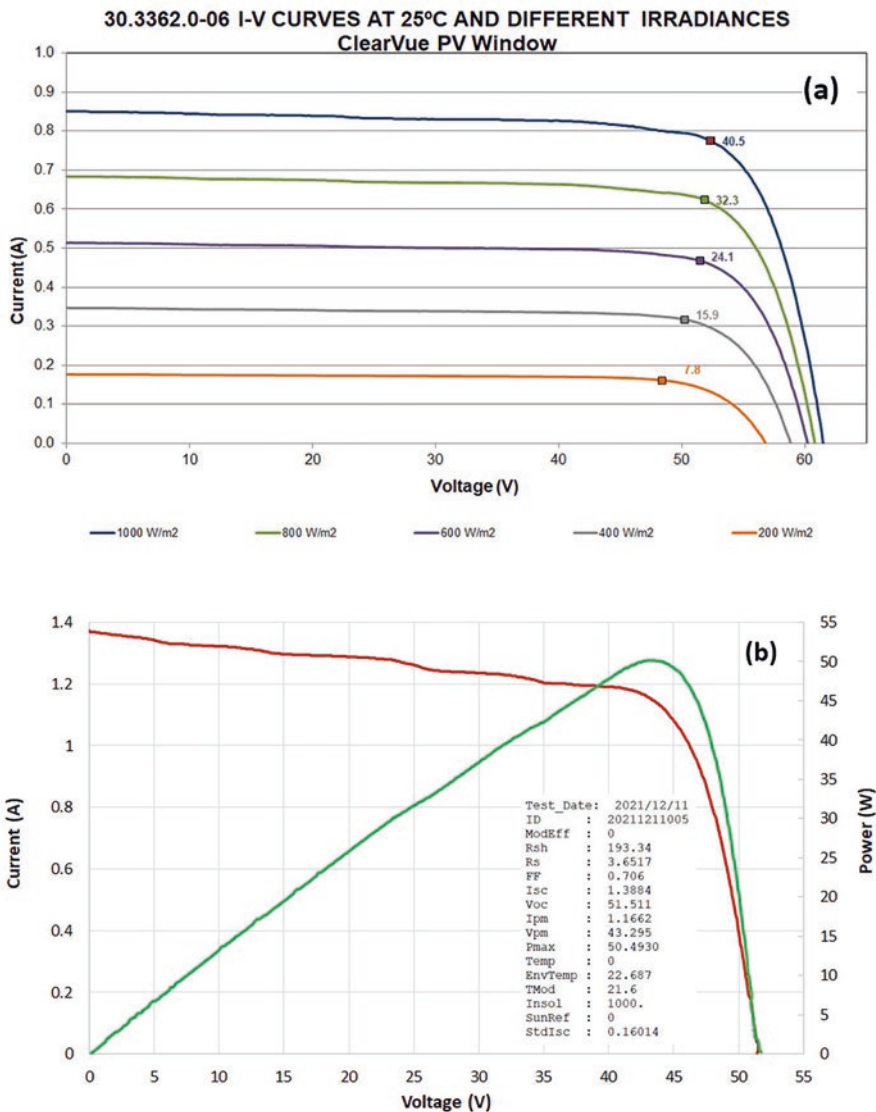 30.3362.0-06 I-V CURVES AT 25ºC AND DIFFERENT IRRADIANCES
ClearVue PV Window
(a)
Current (A)
1.0
0.9
0.8
0.7
0.6
0.5
0.4
0.3
0.2
0.1
0.0
40.5
32.3
24.1
15.9
7.8
0
10
20
30
40
50
60
Voltage (V)
1000 W/m2
800 W/m2
600 W/m2
400 W/m2
200 W/m2
(b)
Current (A)
1.4
1.2
1
0.8
0.6
0.4
0.2
0
Test_Date: 2021/12/11
ID : 20211211005
ModEff : 0
Rsh : 193.34
Rs : 3.6517
FF : 0.706
Isc : 1.3884
Voc : 51.511
Ipm : 1.1662
Vpm : 43.295
Pmax : 50.4930
Temp : 0
EnvTemp : 22.687
TMod : 21.6
Insol : 1000.
SunRef : 0
StdIsc : 0.16014
55
50
45
40
35
30
25
20
15
10
5
0
Power (W)
0
5
10
15
20
25
30
35
40
45
50
55
Voltage (V)